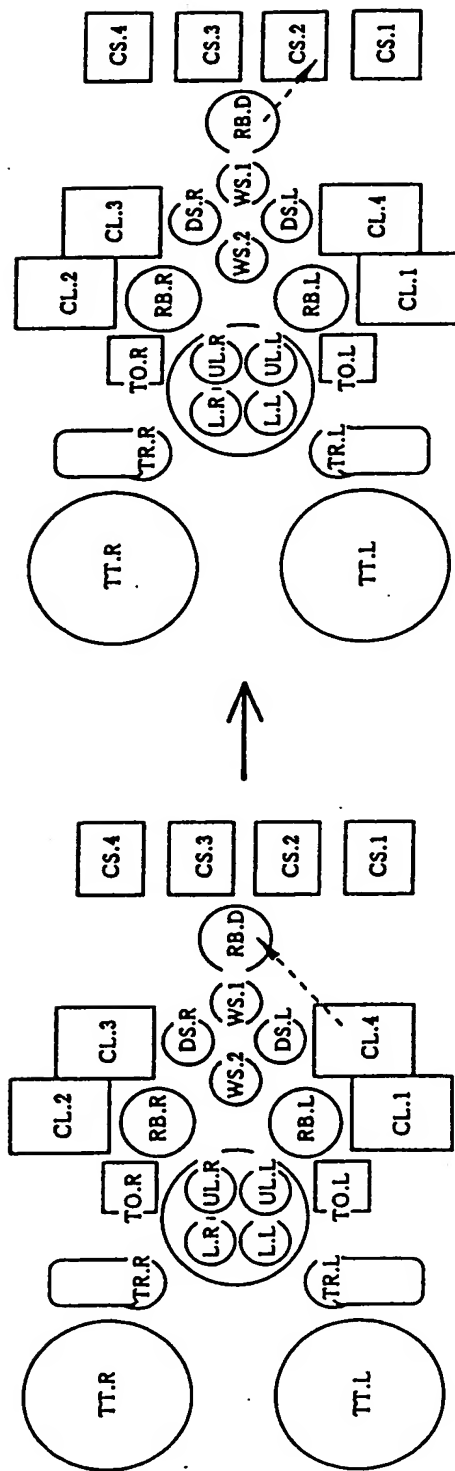 TT.R
TR.R
TO.R
CL.2
CL.3
RB.R
DS.R
L.R
UL.R
L.L
UL.L
WS.2
WS.1
RB.D
RB.L
DS.L
TT.L
TR.L
TO.L
CL.1
CL.4
CS.4
CS.3
CS.2
CS.1
TT.R
TR.R
TO.R
CL.2
CL.3
RB.R
DS.R
L.R
UL.R
L.L
UL.L
WS.2
WS.1
RB.D
RB.L
DS.L
TT.L
TR.L
TO.L
CL.1
CL.4
CS.4
CS.3
CS.2
CS.1